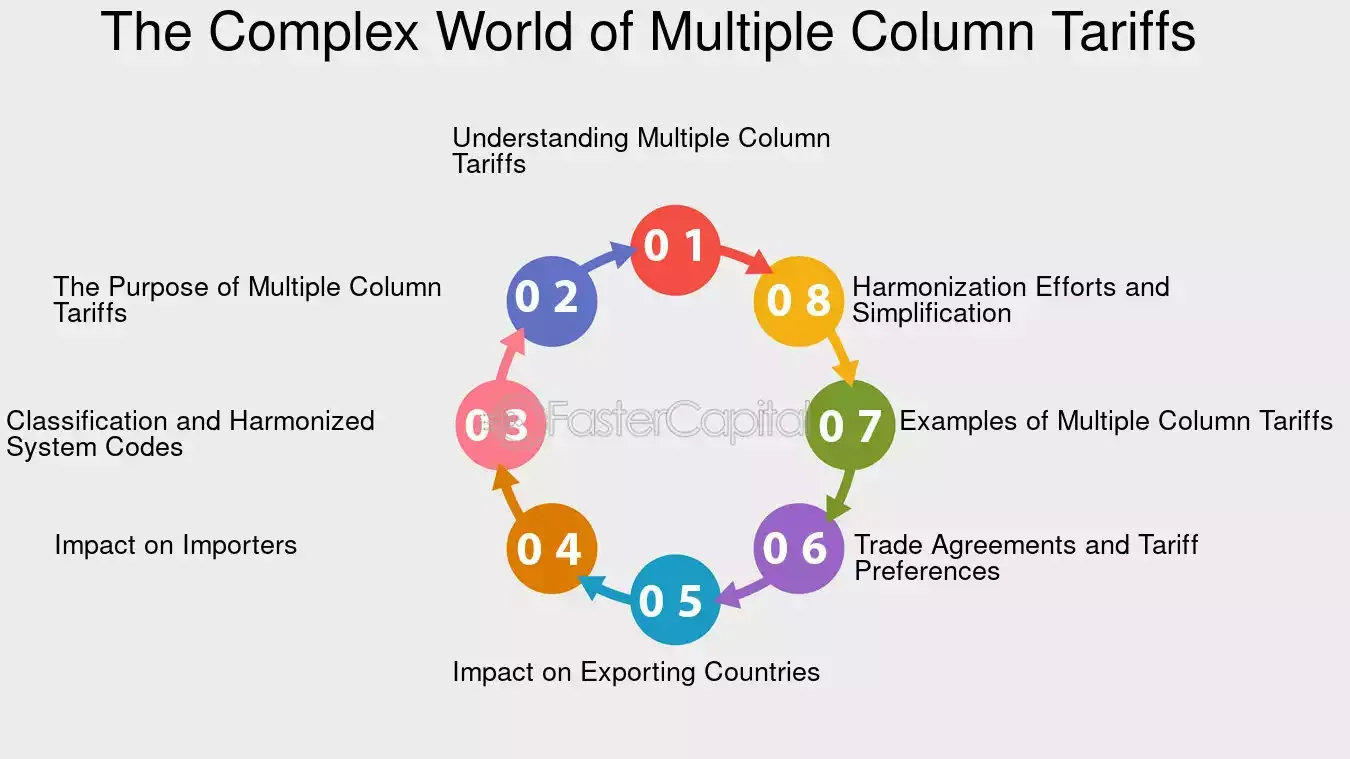 The Complex World of Multiple Column Tariffs
Understanding Multiple Column
Tariffs
0 1
The Purpose of Multiple Column
Tariffs
0 2
0 8
Harmonization Efforts and
Simplification
Classification and Harmonized
System Codes
0 3
FasterCapital
0 7
Examples of Multiple Column Tariffs
Impact on Importers
0 4
0 6
Trade Agreements and Tariff
Preferences
0 5
Impact on Exporting Countries